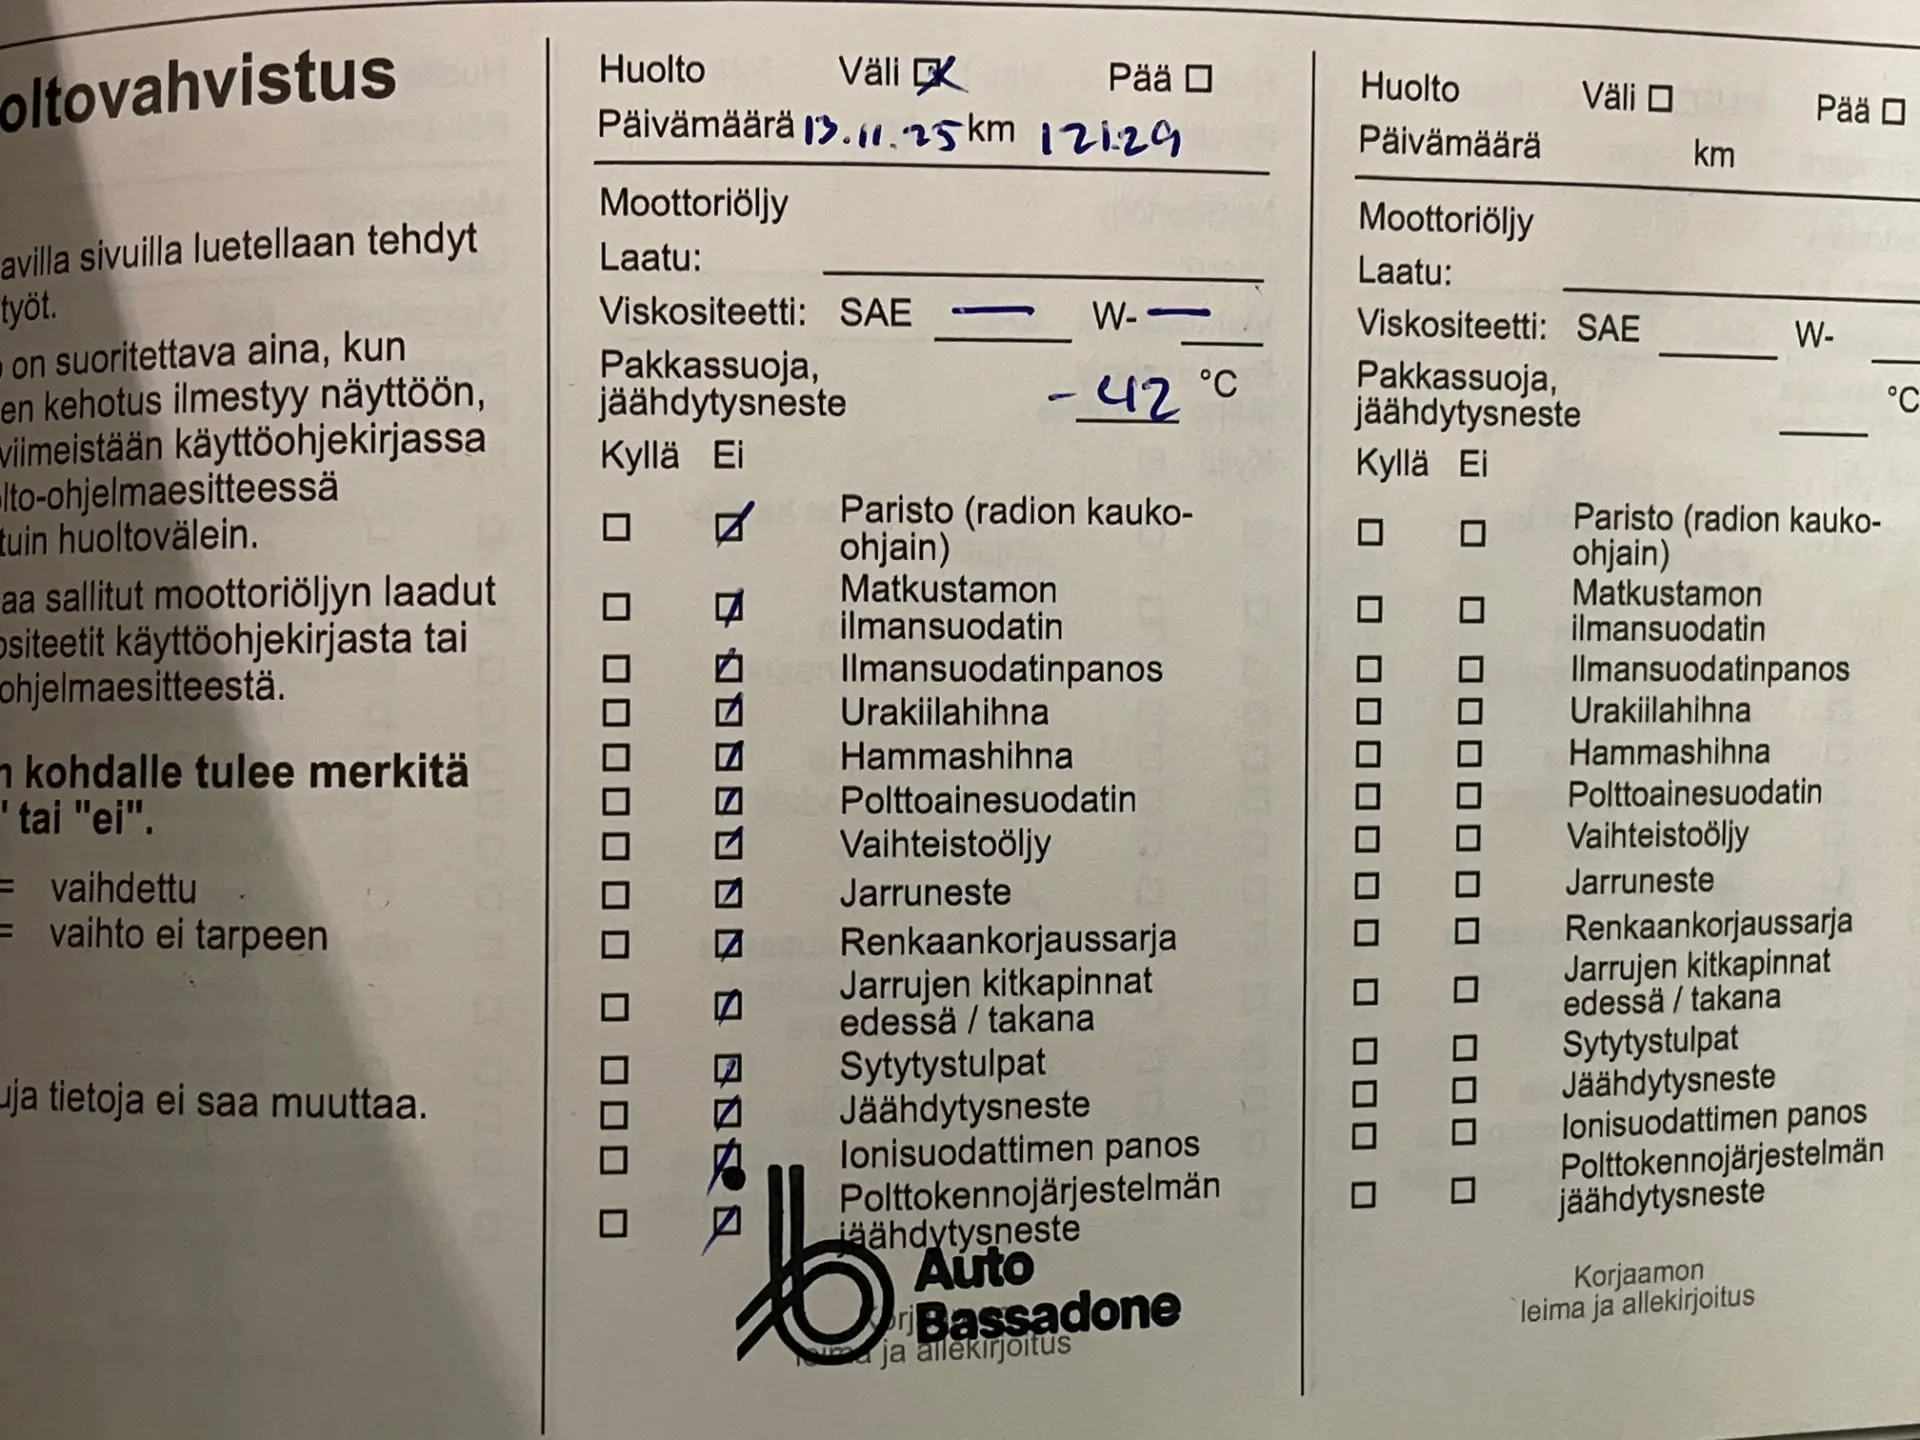 oltovahvistus
avilla sivuilla luetellaan tehdyt
työt.
on suoritettava aina, kun
en kehotus ilmestyy näyttöön,
viimeistään käyttöohjekirjassa
lto-ohjelmaesitteessä
tuin huoltovälein.
aa sallitut moottoriöljyn laadut
ositeetit käyttöohjekirjasta tai
ohjelmaesitteestä.
n kohdalle tulee merkitä
" tai "ei".
= vaihdettu
= vaihto ei tarpeen
uja tietoja ei saa muuttaa.
Huolto Väli Pää
Päivämäärä 13.11.25 km 12129
Moottoriöljy
Laatu:
Viskositeetti: SAE — W- —
Pakkassuoja,
jäähdytysneste -42 °C
Kyllä Ei
Paristo (radion kauko-
ohjain)
Matkustamon
ilmansuodatin
Ilmansuodatinpanos
Urakiilahihna
Hammashihna
Polttoainesuodatin
Vaihteistoöljy
Jarruneste
Renkaankorjaussarja
Jarrujen kitkapinnat
edessä / takana
Sytytystulpat
Jäähdytysneste
Ionisuodattimen panos
Polttokennojärjestelmän
jäähdytysneste
Auto
Bassadone
leima ja allekirjoitus
Huolto Väli Pää
Päivämäärä km
Moottoriöljy
Laatu:
Viskositeetti: SAE W-
Pakkassuoja,
jäähdytysneste °C
Kyllä Ei
Paristo (radion kauko-
ohjain)
Matkustamon
ilmansuodatin
Ilmansuodatinpanos
Urakiilahihna
Hammashihna
Polttoainesuodatin
Vaihteistoöljy
Jarruneste
Renkaankorjaussarja
Jarrujen kitkapinnat
edessä / takana
Sytytystulpat
Jäähdytysneste
Ionisuodattimen panos
Polttokennojärjestelmän
jäähdytysneste
Korjaamon
leima ja allekirjoitus